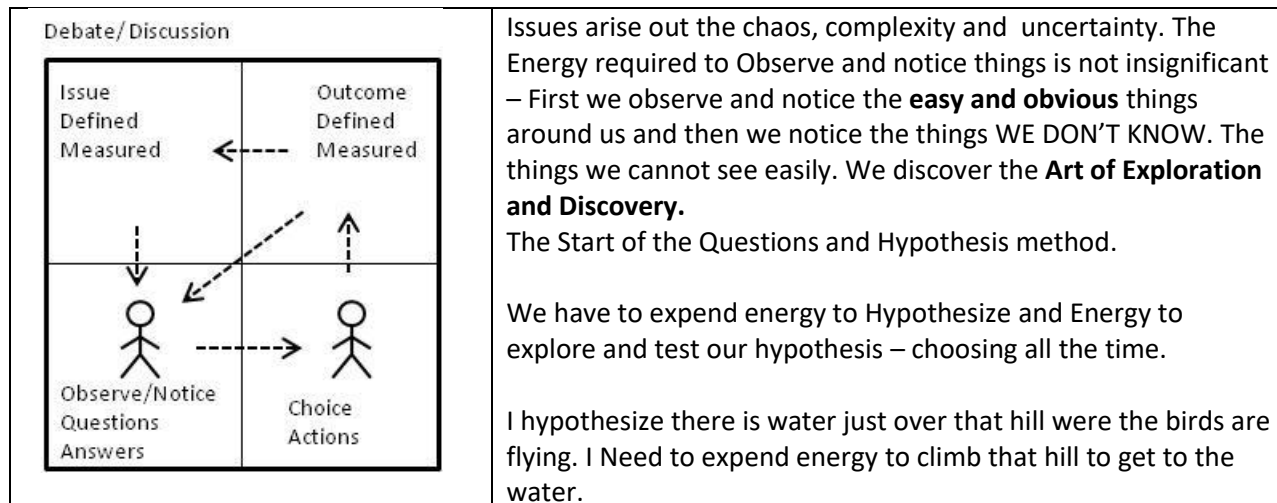 Debate/ Discussion
Issue
Defined
Measured
Outcome
Defined
Measured
Observe/Notice
Questions
Answers
Choice
Actions
Issues arise out the chaos, complexity and uncertainty. The
Energy required to Observe and notice things is not insignificant
– First we observe and notice the easy and obvious things
around us and then we notice the things WE DON’T KNOW. The
things we cannot see easily. We discover the Art of Exploration
and Discovery.
The Start of the Questions and Hypothesis method.
We have to expend energy to Hypothesize and Energy to
explore and test our hypothesis – choosing all the time.
I hypothesize there is water just over that hill were the birds are
flying. I Need to expend energy to climb that hill to get to the
water.